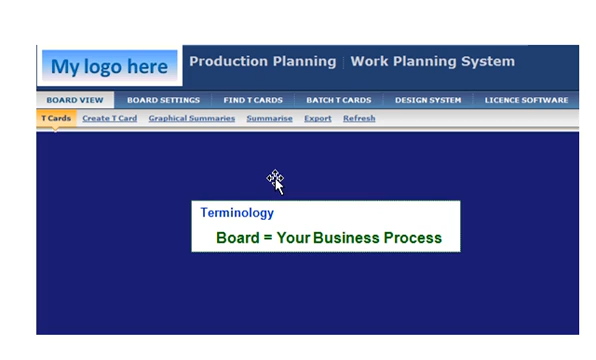 My logo here
Production Planning | Work Planning System
BOARD VIEW BOARD SETTINGS FIND T CARDS BATCH T CARDS DESIGN SYSTEM LICENCE SOFTWARE
T Cards Create T Card Graphical Summaries Summarise Export Refresh
Terminology
Board = Your Business Process